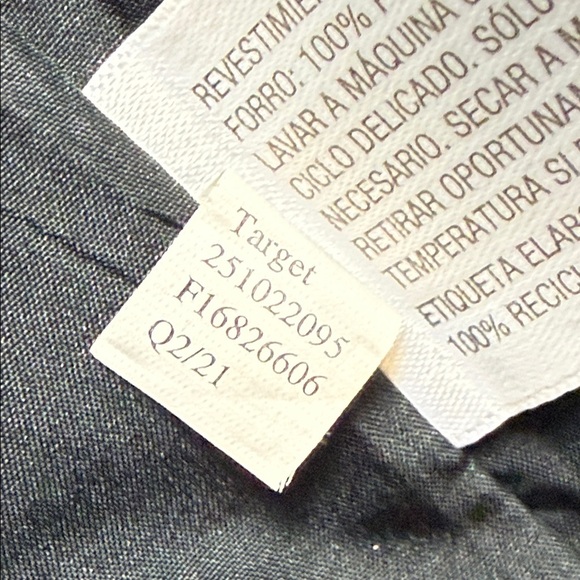 REVESTIMIE
FORRO: 100%
LAVAR A MÁQUINA
CICLO DELICADO. SÓLO
NECESARIO. SECAR A
RETIRAR OPORTUNAM
TEMPERATURA SI
ETIQUETA ELAB
100% RECIC
Target
251022095
F16826606
Q2/21